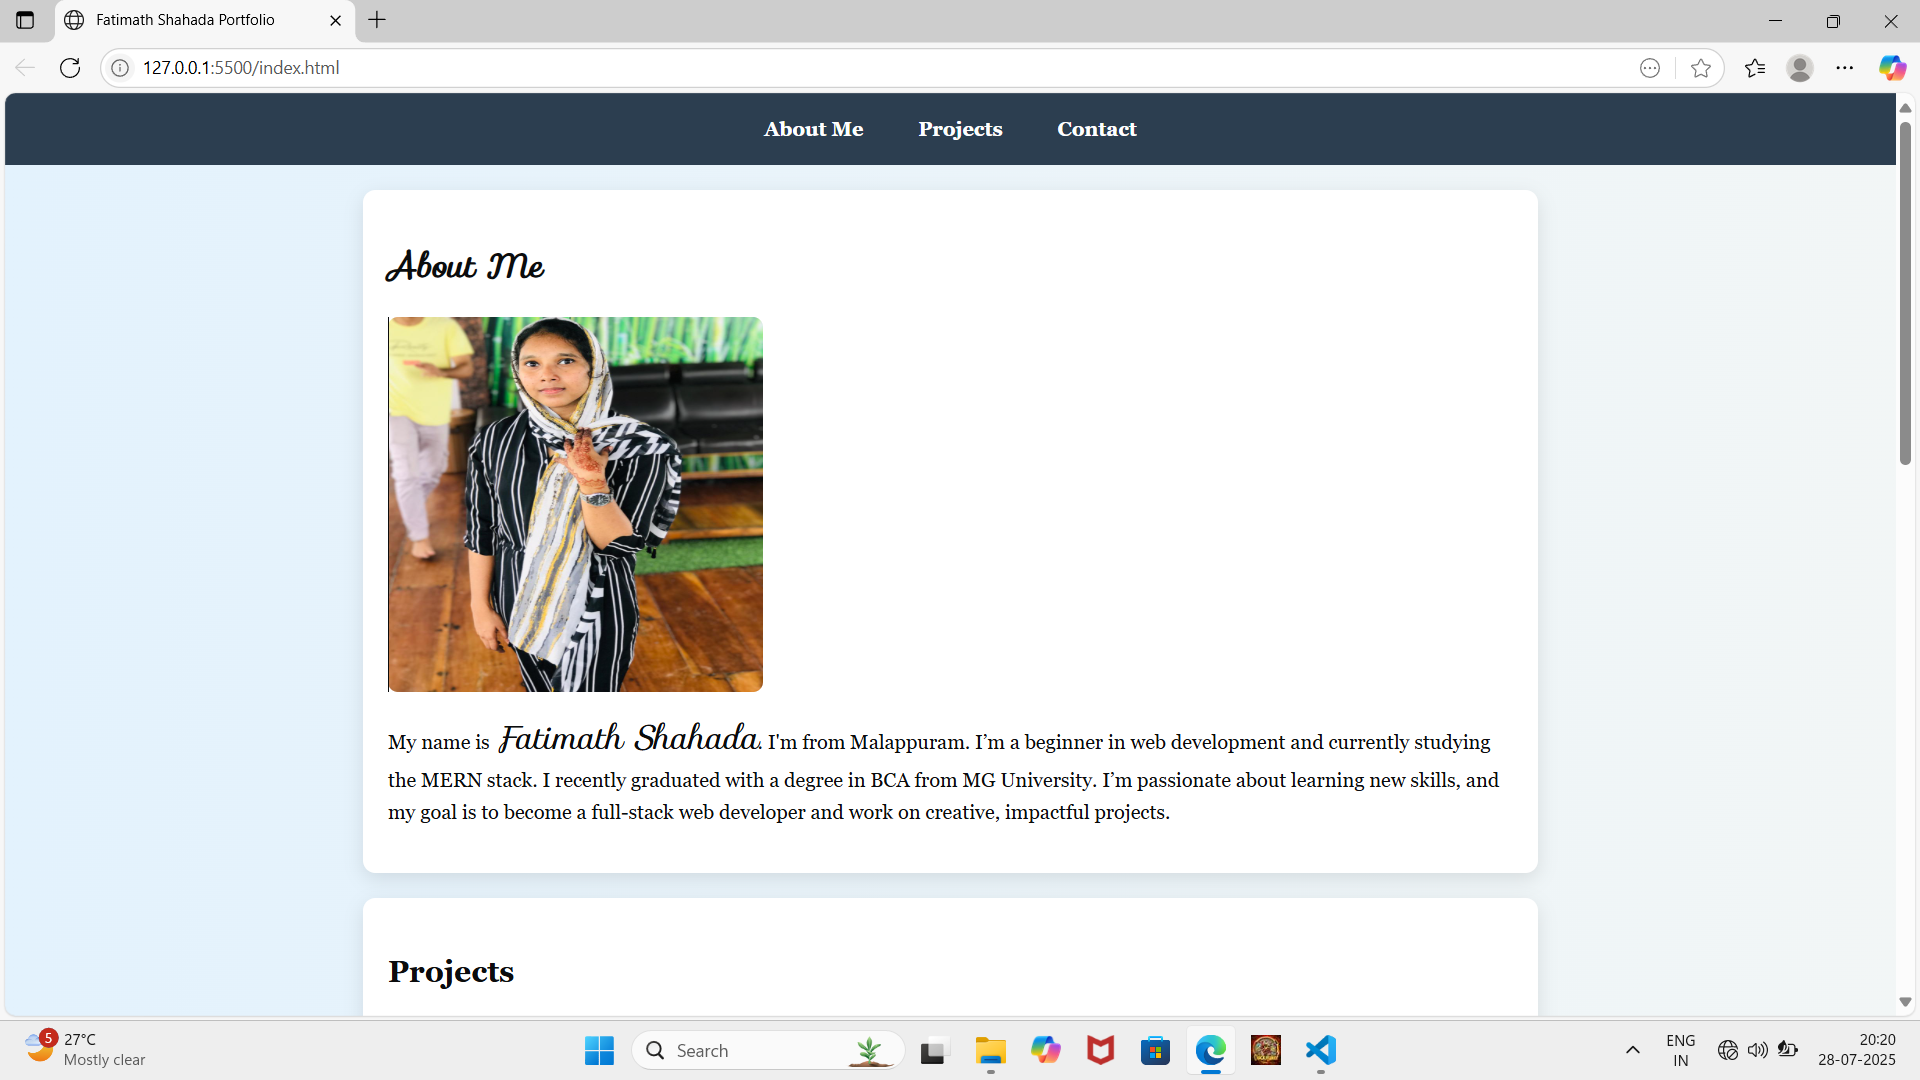 Fatimath Shahada Portfolio
127.0.0.1:5500/index.html
About Me Projects Contact
About Me
My name is Fatimath Shahada. I'm from Malappuram. I’m a beginner in web development and currently studying
the MERN stack. I recently graduated with a degree in BCA from MG University. I’m passionate about learning new skills, and
my goal is to become a full-stack web developer and work on creative, impactful projects.
Projects
5
27°C
Mostly clear
Search
ENG
IN
20:20
28-07-2025